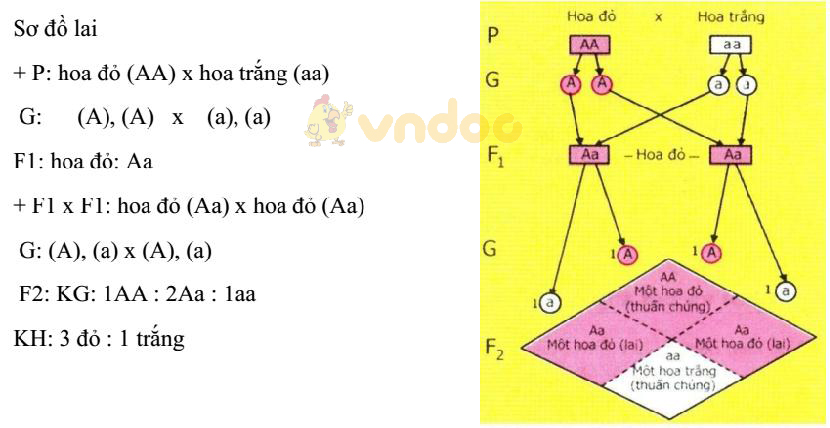 Sơ đồ lai
+ P: hoa đỏ (AA) x hoa trắng (aa)
G: (A), (A) x (a), (a)
F1: hoa đỏ: Aa
+ F1 x F1: hoa đỏ (Aa) x hoa đỏ (Aa)
G: (A), (a) x (A), (a)
F2: KG: 1AA : 2Aa : 1aa
KH: 3 đỏ : 1 trắng
vndoc
Hoa đỏ x Hoa trắng
P AA aa
G A A a a
F1 Aa – Hoa đỏ – Aa
G 1 A 1 A
1 a 1 a
AA
Một hoa đỏ
(thuần chủng)
F2
Aa
Một hoa đỏ (lai)
Aa
Một hoa đỏ (lai)
aa
Một hoa trắng
(thuần chủng)